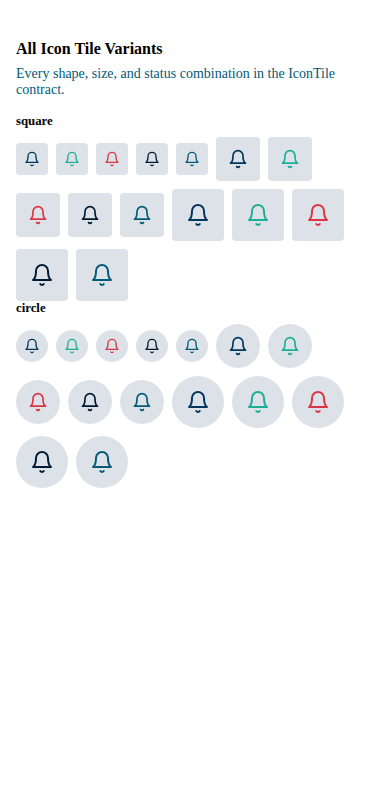 All Icon Tile Variants
Every shape, size, and status combination in the IconTile
contract.
square
circle